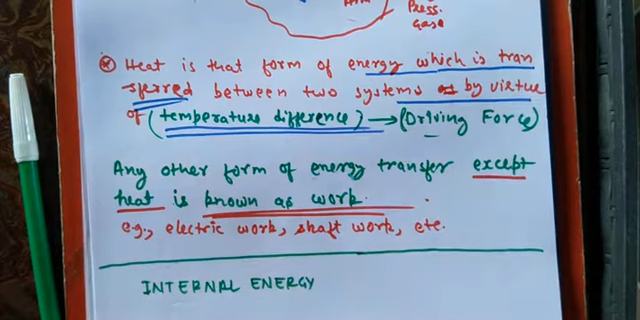 Atm
Press.
Gage
⊛ Heat is that form of energy which is tran
sferred between two systems by virtue
of (temperature difference) → (Driving Force)
Any other form of energy transfer except
heat is known as work.
e.g., electric work, shaft work, etc.
INTERNAL ENERGY